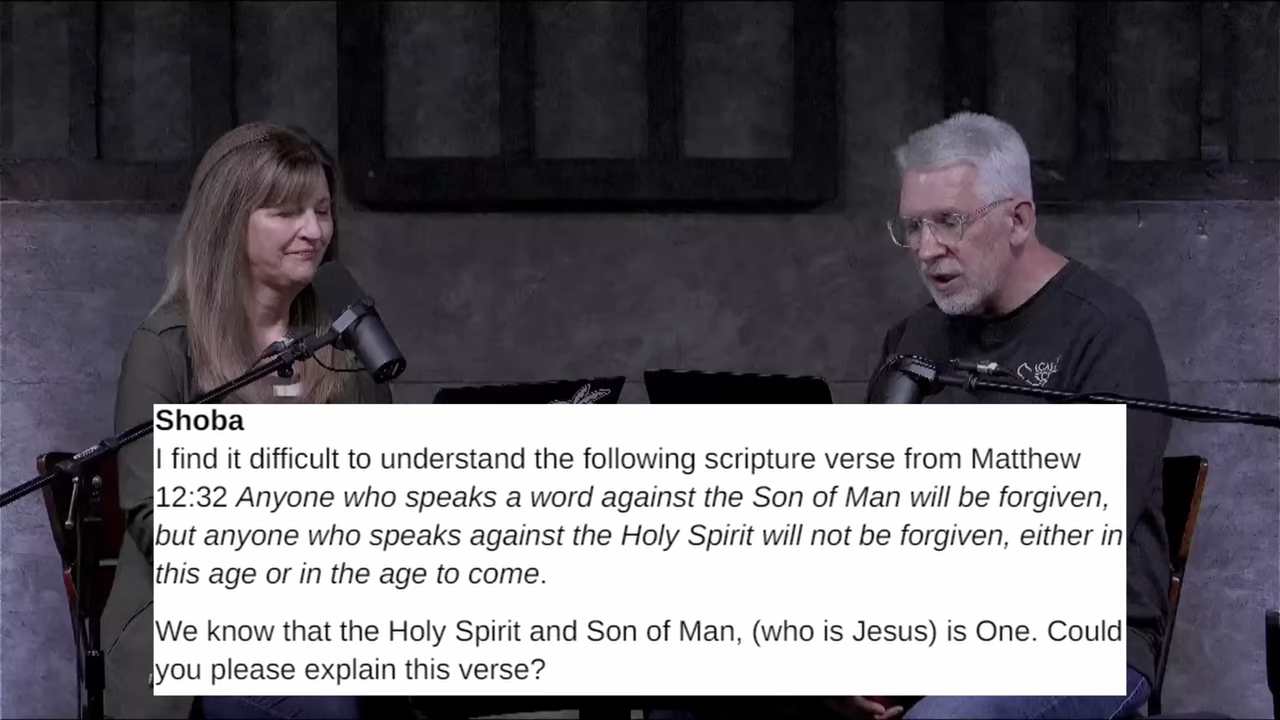 Shoba
I find it difficult to understand the following scripture verse from Matthew
12:32 Anyone who speaks a word against the Son of Man will be forgiven,
but anyone who speaks against the Holy Spirit will not be forgiven, either in
this age or in the age to come.
We know that the Holy Spirit and Son of Man, (who is Jesus) is One. Could
you please explain this verse?